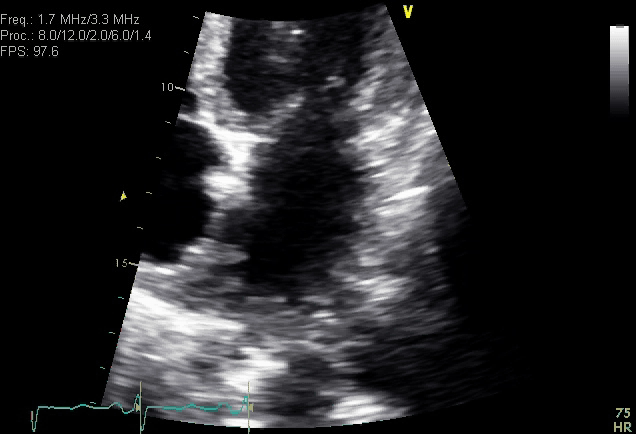 Freq.: 1.7 MHz/3.3 MHz
Proc.: 8.0/12.0/2.0/6.0/1.4
FPS: 97.6
V
10
15
75
HR